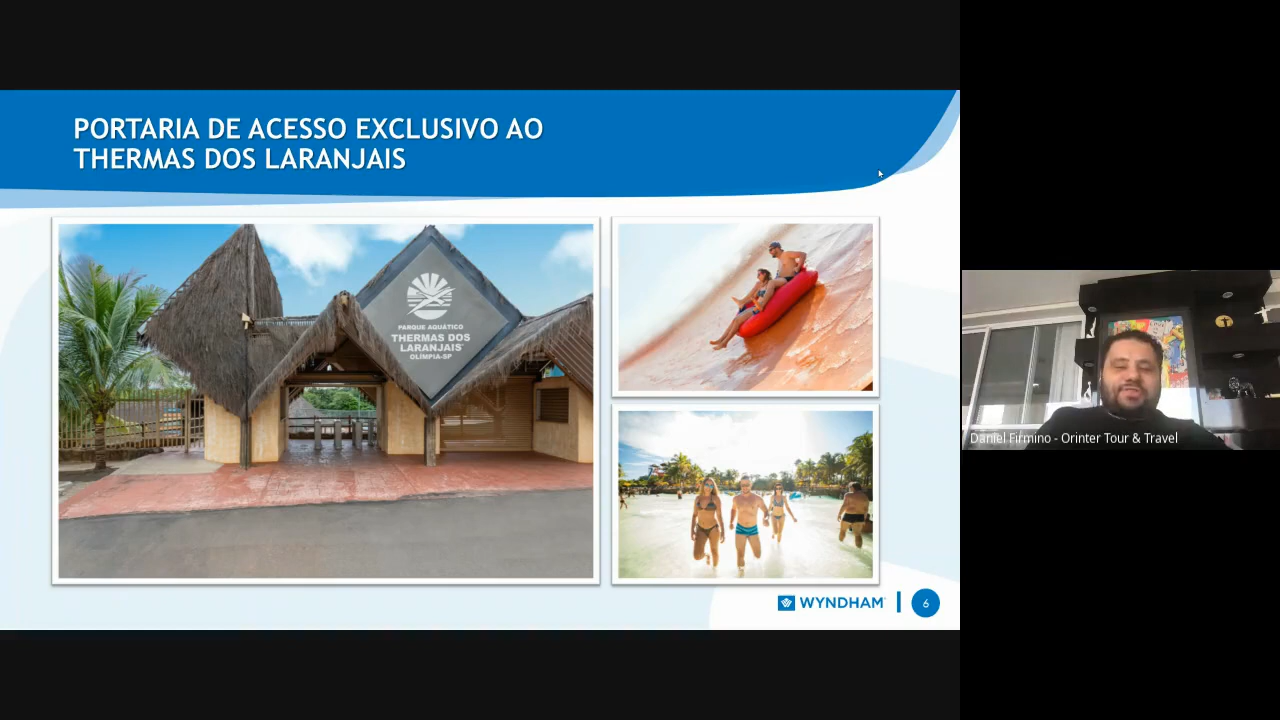 PORTARIA DE ACESSO EXCLUSIVO AO
THERMAS DOS LARANJAIS
PARQUE AQUÁTICO
THERMAS DOS
LARANJAIS
OLÍMPIA-SP
WYNDHAM
6
Daniel Firmino - Orinter Tour & Travel